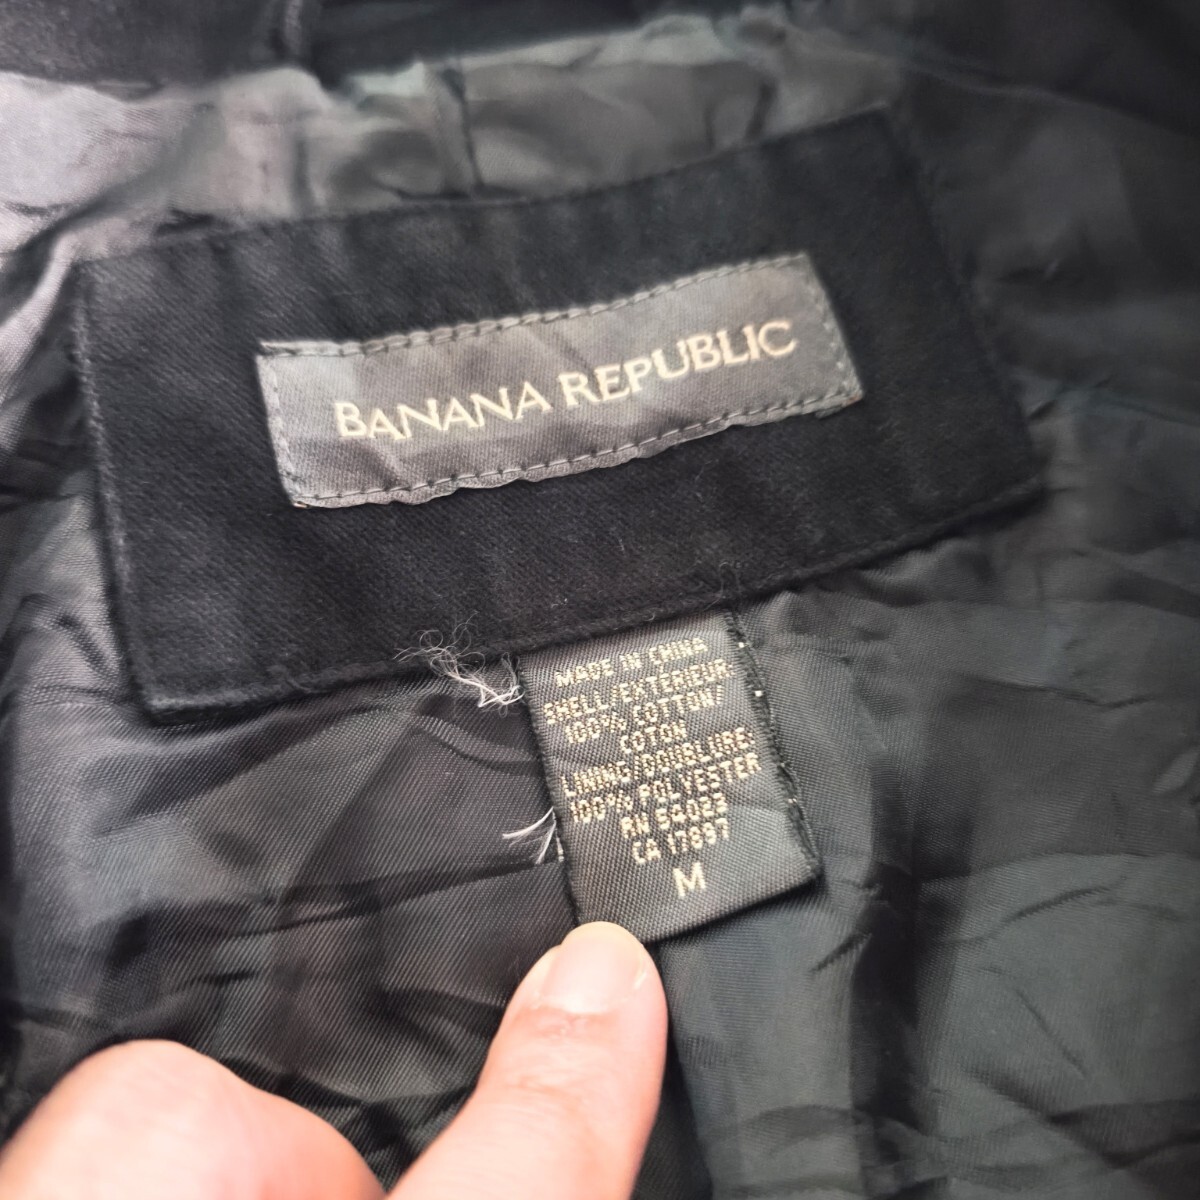 BANANA REPUBLIC
MADE IN CHINA
SHELL/EXTERIEUR:
100% COTTON/
COTON
LINING/DOUBLURE:
100% POLYESTER
RN 54023
CA 17897
M